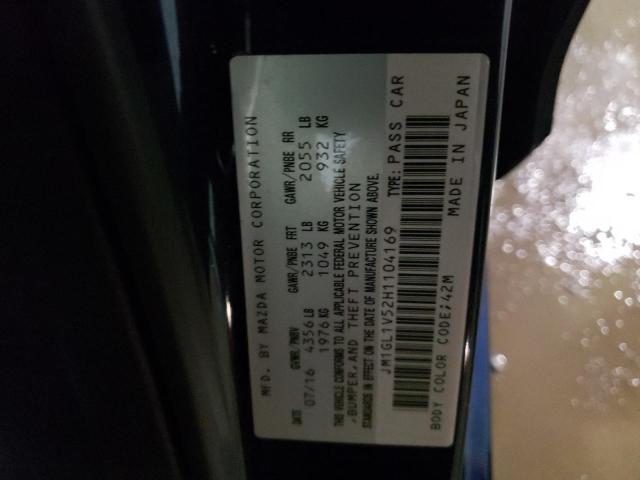 MFD. BY MAZDA MOTOR CORPORATION
DATE GVWR/PNBV GAWR/PNBE FRT GAWR/PNBE RR
07/16 4356 LB 2313 LB 2055 LB
1976 KG 1049 KG 932 KG
THIS VEHICLE CONFORMS TO ALL APPLICABLE FEDERAL MOTOR VEHICLE SAFETY
, BUMPER, AND THEFT PREVENTION
STANDARDS IN EFFECT ON THE DATE OF MANUFACTURE SHOWN ABOVE.
JM1GL1V52H1104169 TYPE: PASS CAR
BODY COLOR CODE;42M MADE IN JAPAN